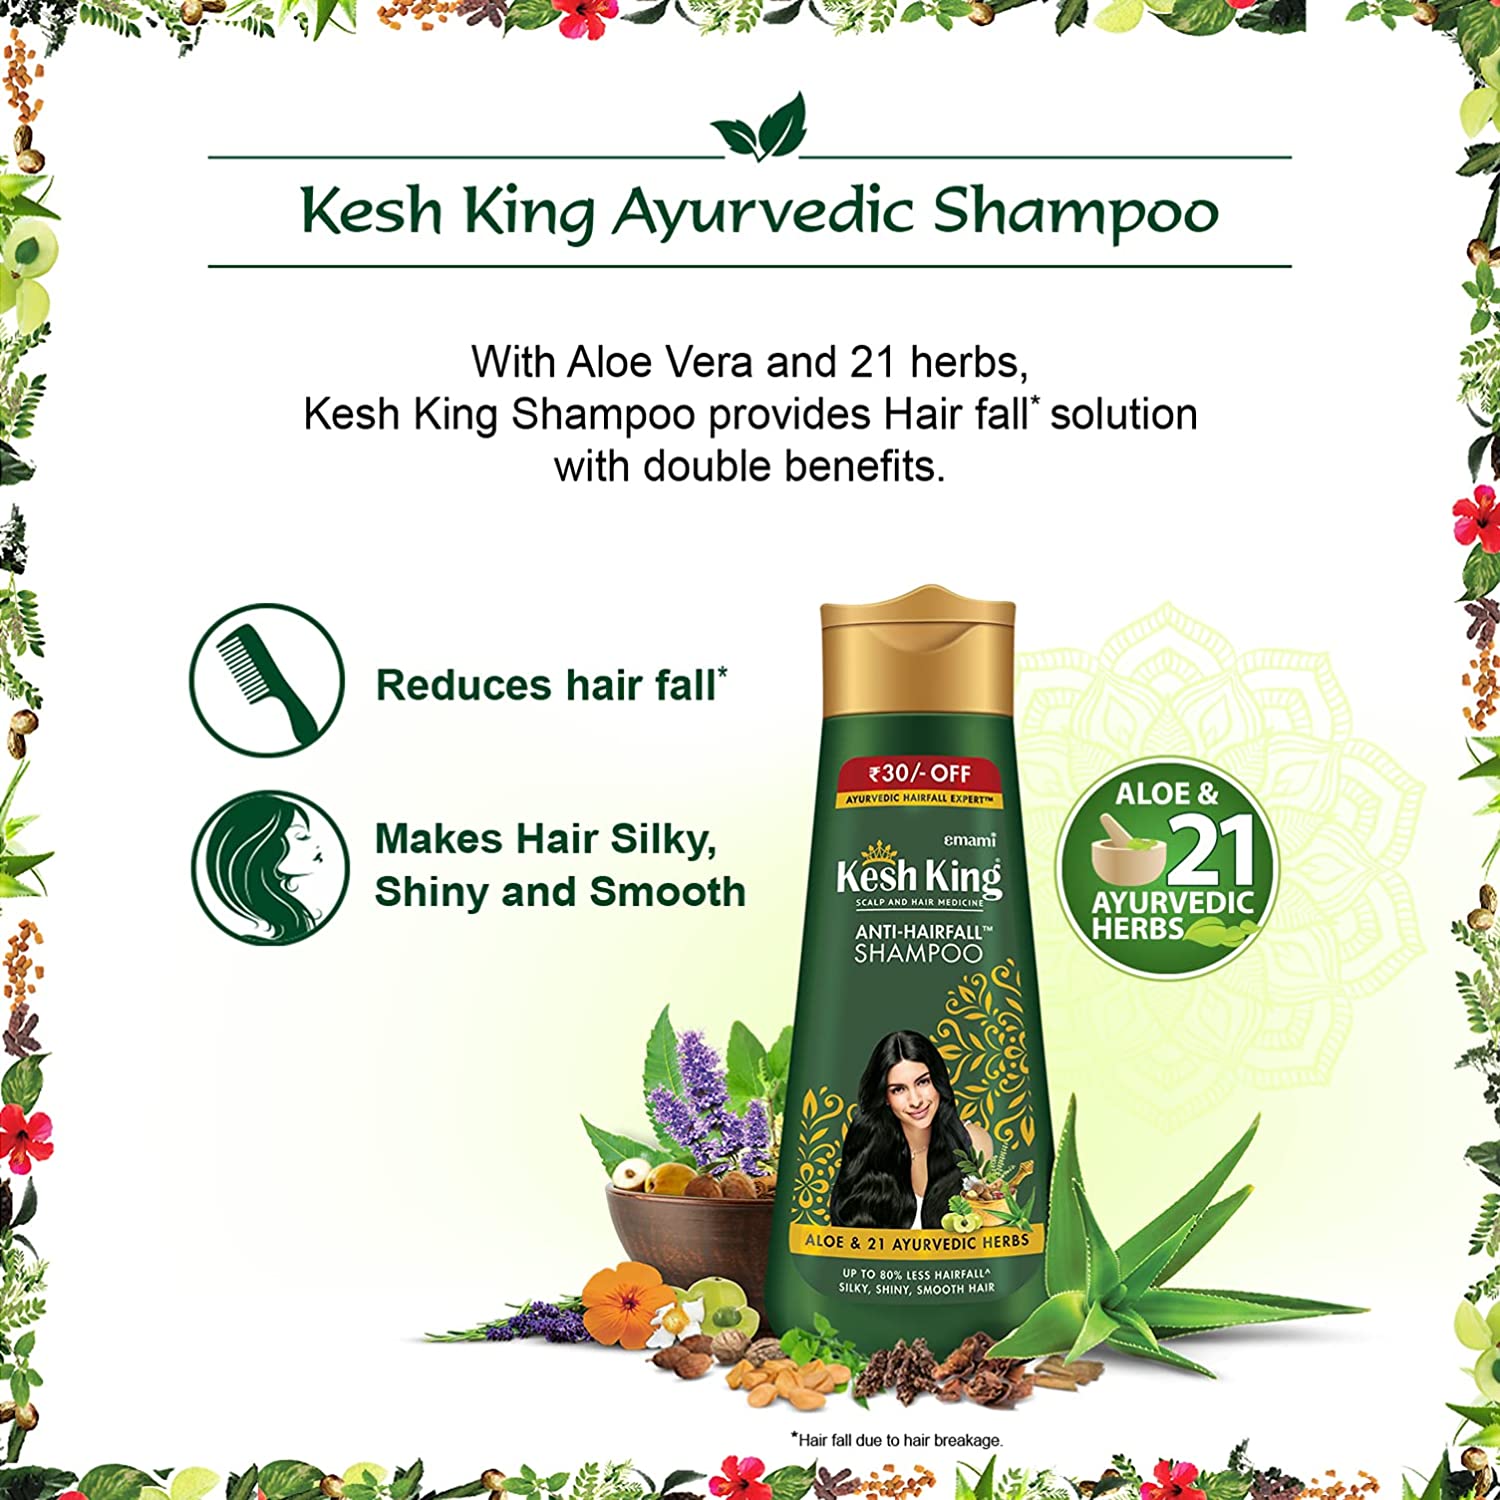 Kesh King Ayurvedic Shampoo
With Aloe Vera and 21 herbs,
Kesh King Shampoo provides Hair fall* solution
with double benefits.
Reduces hair fall*
Makes Hair Silky,
Shiny and Smooth
₹30/- OFF
AYURVEDIC HAIRFALL EXPERT™
emami®
Kesh King®
SCALP AND HAIR MEDICINE
ANTI-HAIRFALL™
SHAMPOO
ALOE & 21 AYURVEDIC HERBS
UP TO 80% LESS HAIRFALL^
SILKY, SHINY, SMOOTH HAIR
ALOE &
21
AYURVEDIC
HERBS
*Hair fall due to hair breakage.